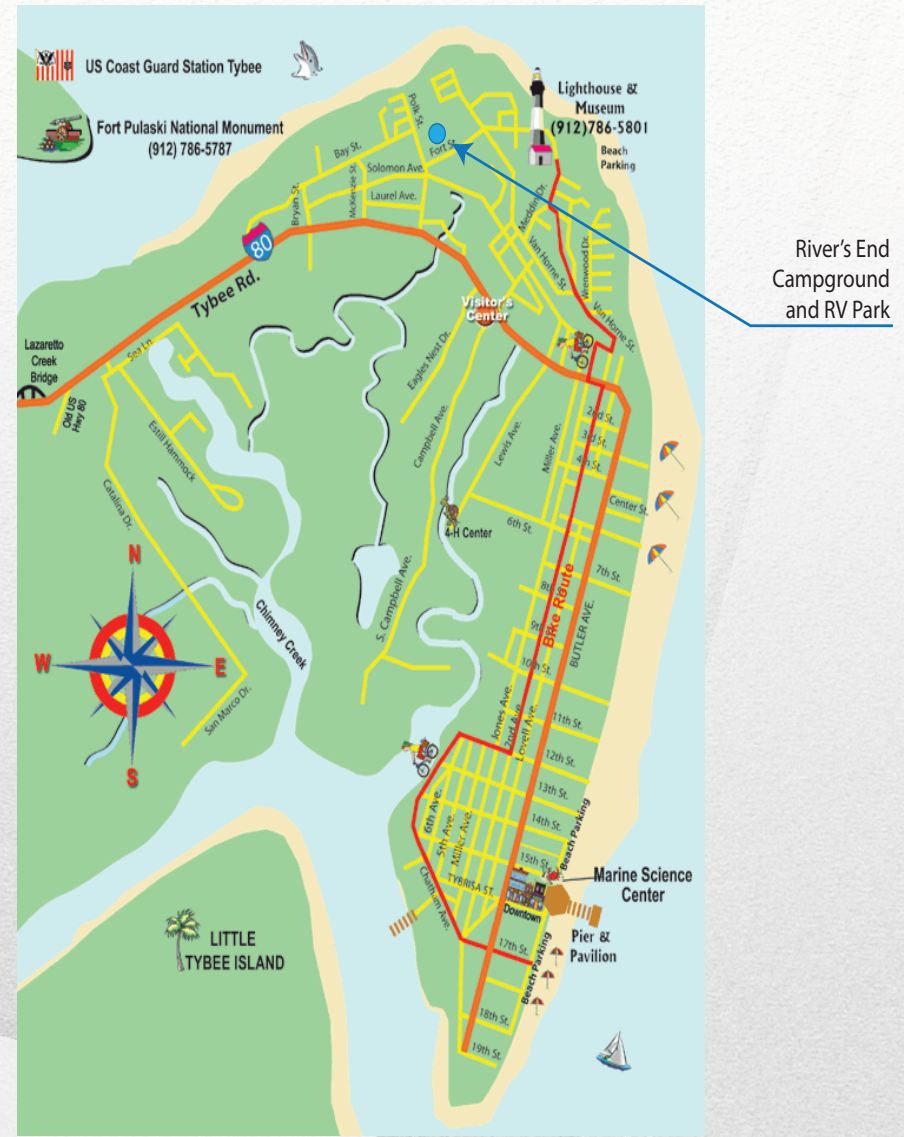 US Coast Guard Station Tybee
Fort Pulaski National Monument
(912) 786-5787
Lighthouse &
Museum
(912)786-5801
Beach
Parking
Polk St.
Fort St.
Bay St.
Solomon Ave.
McKenzie St.
Laurel Ave.
Bryan St.
Meddin Dr.
Van Horne St.
Wrenwood Dr.
Van Horne St.
River's End
Campground
and RV Park
80
Tybee Rd.
Visitor's
Center
Lazaretto
Creek
Bridge
Sea Ln.
Old US
Hwy 80
Eagles Nest Dr.
Estill Hammock
Campbell Ave.
Lewis Ave.
Miller Ave.
2nd St.
3rd St.
4th St.
Center St.
Catalina Dr.
6th St.
4-H Center
7th St.
N
W
E
S
Chimney Creek
S. Campbell Ave.
8th
Bike Route
9th
BUTLER AVE.
10th St.
San Marco Dr.
Jones Ave.
2nd Ave.
Lovell Ave.
11th St.
12th St.
13th St.
14th St.
15th St.
6th Ave.
5th Ave.
Miller Ave.
Beach Parking
TYBRISA ST.
Chatham Ave.
Marine Science
Center
Downtown
Pier &
Pavilion
17th St.
Beach Parking
18th St.
19th St.
LITTLE
TYBEE ISLAND